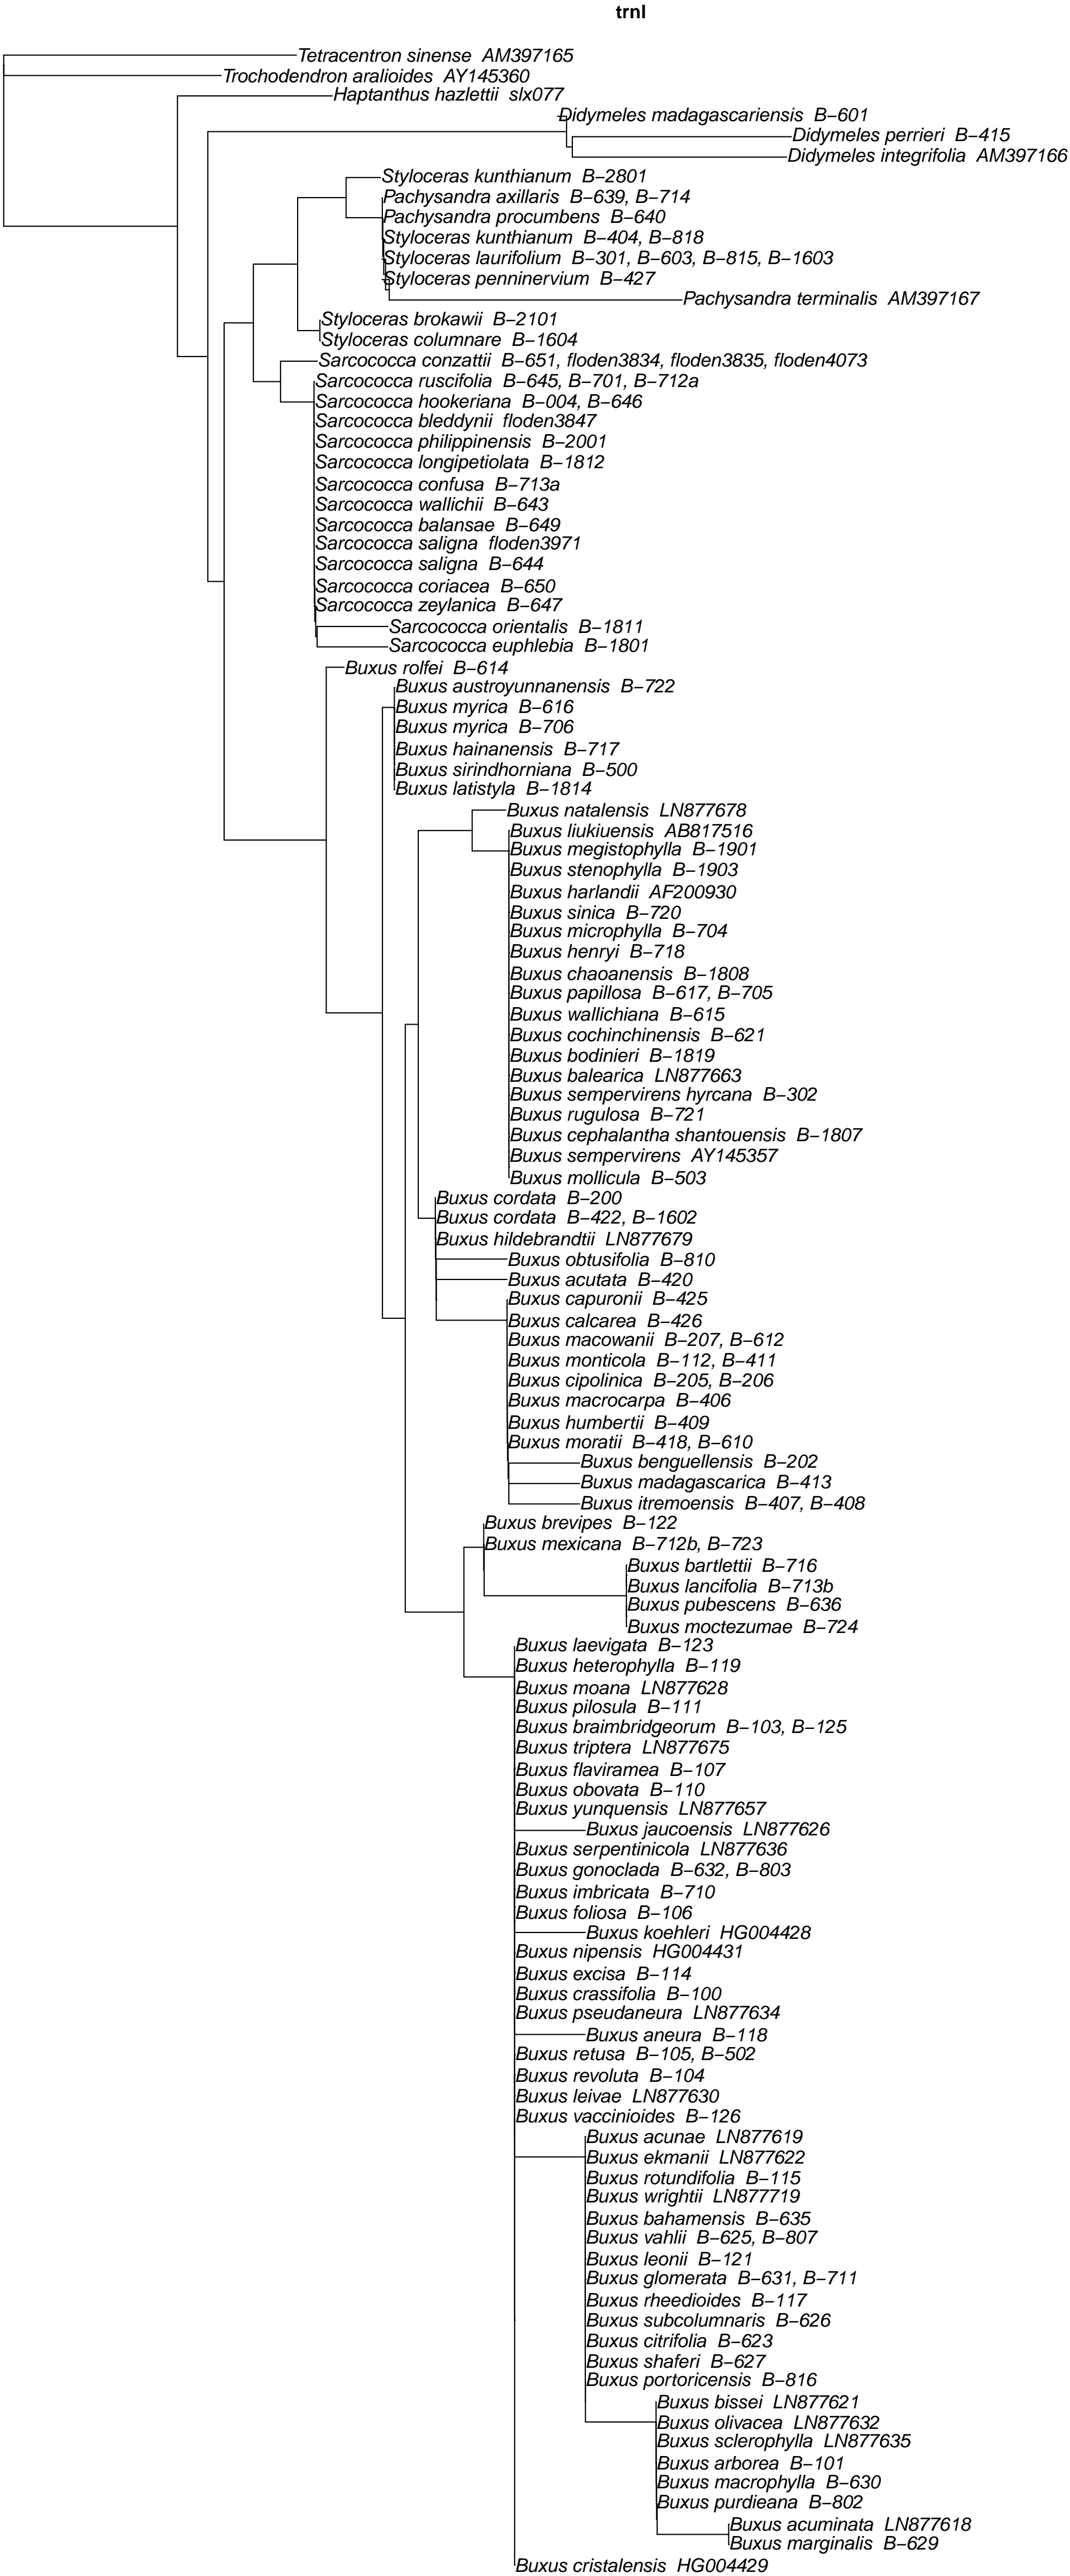 trnl
Tetracentron sinense AM397165
Trochodendron aralioides AY145360
Haptanthus hazlettii slx077
Didymeles madagascariensis B−601
Didymeles perrieri B−415
Didymeles integrifolia AM397166
Styloceras kunthianum B−2801
Pachysandra axillaris B−639, B−714
Pachysandra procumbens B−640
Styloceras kunthianum B−404, B−818
Styloceras laurifolium B−301, B−603, B−815, B−1603
Styloceras penninervium B−427
Pachysandra terminalis AM397167
Styloceras brokawii B−2101
Styloceras columnare B−1604
Sarcococca conzattii B−651, floden3834, floden3835, floden4073
Sarcococca ruscifolia B−645, B−701, B−712a
Sarcococca hookeriana B−004, B−646
Sarcococca bleddynii floden3847
Sarcococca philippinensis B−2001
Sarcococca longipetiolata B−1812
Sarcococca confusa B−713a
Sarcococca wallichii B−643
Sarcococca balansae B−649
Sarcococca saligna floden3971
Sarcococca saligna B−644
Sarcococca coriacea B−650
Sarcococca zeylanica B−647
Sarcococca orientalis B−1811
Sarcococca euphlebia B−1801
Buxus rolfei B−614
Buxus austroyunnanensis B−722
Buxus myrica B−616
Buxus myrica B−706
Buxus hainanensis B−717
Buxus sirindhorniana B−500
Buxus latistyla B−1814
Buxus natalensis LN877678
Buxus liukiuensis AB817516
Buxus megistophylla B−1901
Buxus stenophylla B−1903
Buxus harlandii AF200930
Buxus sinica B−720
Buxus microphylla B−704
Buxus henryi B−718
Buxus chaoanensis B−1808
Buxus papillosa B−617, B−705
Buxus wallichiana B−615
Buxus cochinchinensis B−621
Buxus bodinieri B−1819
Buxus balearica LN877663
Buxus sempervirens hyrcana B−302
Buxus rugulosa B−721
Buxus cephalantha shantouensis B−1807
Buxus sempervirens AY145357
Buxus mollicula B−503
Buxus cordata B−200
Buxus cordata B−422, B−1602
Buxus hildebrandtii LN877679
Buxus obtusifolia B−810
Buxus acutata B−420
Buxus capuronii B−425
Buxus calcarea B−426
Buxus macowanii B−207, B−612
Buxus monticola B−112, B−411
Buxus cipolinica B−205, B−206
Buxus macrocarpa B−406
Buxus humbertii B−409
Buxus moratii B−418, B−610
Buxus benguellensis B−202
Buxus madagascarica B−413
Buxus itremoensis B−407, B−408
Buxus brevipes B−122
Buxus mexicana B−712b, B−723
Buxus bartlettii B−716
Buxus lancifolia B−713b
Buxus pubescens B−636
Buxus moctezumae B−724
Buxus laevigata B−123
Buxus heterophylla B−119
Buxus moana LN877628
Buxus pilosula B−111
Buxus braimbridgeorum B−103, B−125
Buxus triptera LN877675
Buxus flaviramea B−107
Buxus obovata B−110
Buxus yunquensis LN877657
Buxus jaucoensis LN877626
Buxus serpentinicola LN877636
Buxus gonoclada B−632, B−803
Buxus imbricata B−710
Buxus foliosa B−106
Buxus koehleri HG004428
Buxus nipensis HG004431
Buxus excisa B−114
Buxus crassifolia B−100
Buxus pseudaneura LN877634
Buxus aneura B−118
Buxus retusa B−105, B−502
Buxus revoluta B−104
Buxus leivae LN877630
Buxus vaccinioides B−126
Buxus acunae LN877619
Buxus ekmanii LN877622
Buxus rotundifolia B−115
Buxus wrightii LN877719
Buxus bahamensis B−635
Buxus vahlii B−625, B−807
Buxus leonii B−121
Buxus glomerata B−631, B−711
Buxus rheedioides B−117
Buxus subcolumnaris B−626
Buxus citrifolia B−623
Buxus shaferi B−627
Buxus portoricensis B−816
Buxus bissei LN877621
Buxus olivacea LN877632
Buxus sclerophylla LN877635
Buxus arborea B−101
Buxus macrophylla B−630
Buxus purdieana B−802
Buxus acuminata LN877618
Buxus marginalis B−629
Buxus cristalensis HG004429